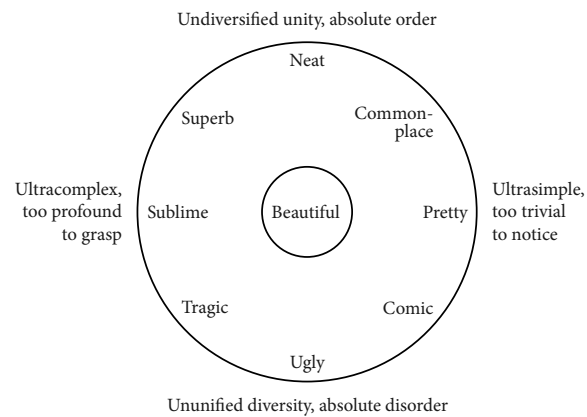 Undiversified unity, absolute order
Neat
Superb
Common-
place
Ultracomplex,
too profound
to grasp
Sublime
Beautiful
Pretty
Ultrasimple,
too trivial
to notice
Tragic
Comic
Ugly
Ununified diversity, absolute disorder